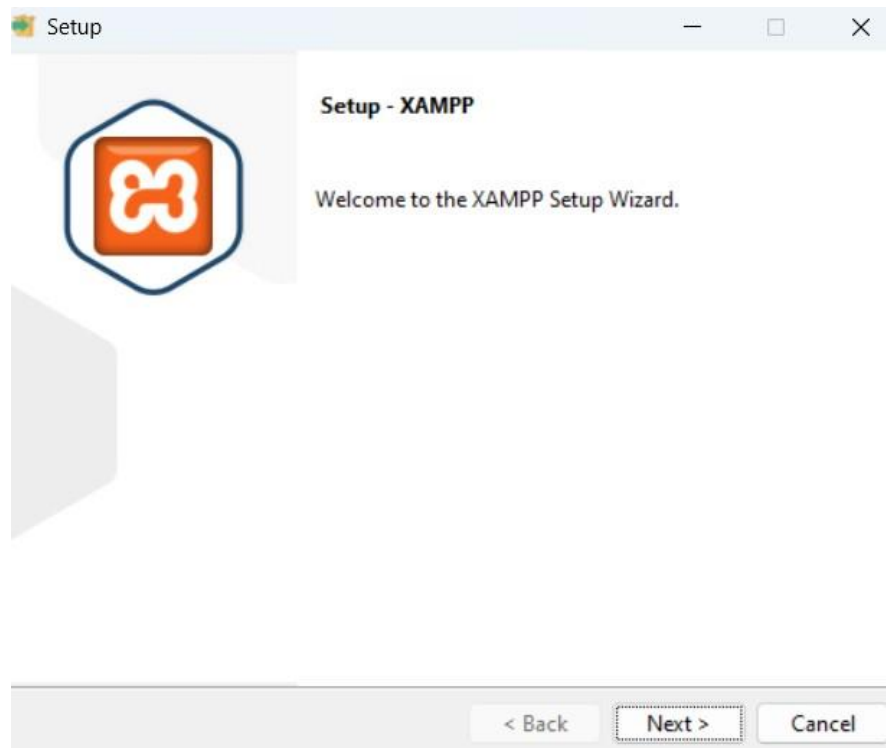 Setup
Setup - XAMPP
Welcome to the XAMPP Setup Wizard.
< Back Next > Cancel